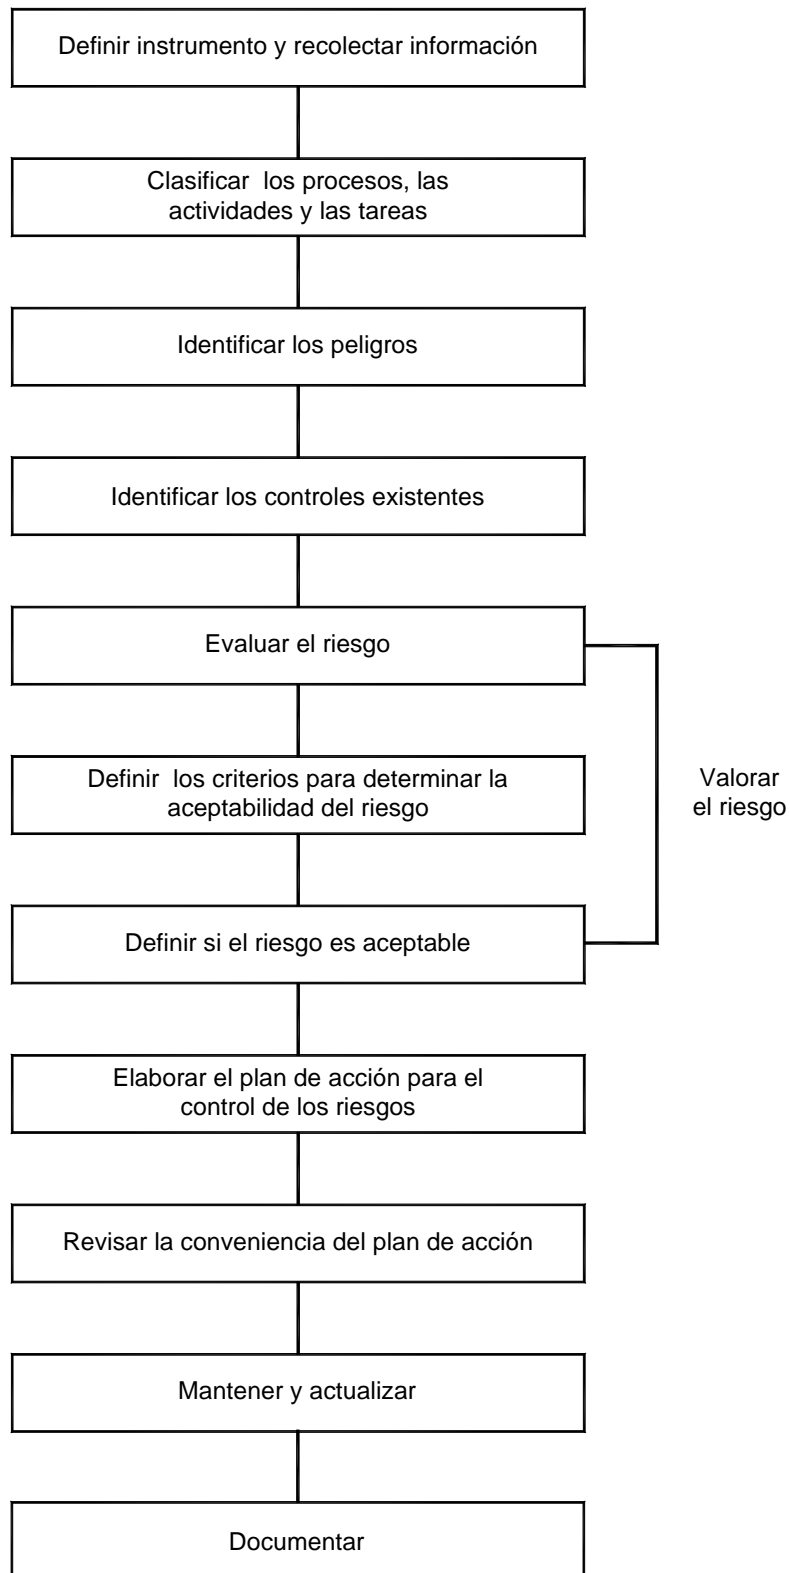 Definir instrumento y recolectar información
Clasificar los procesos, las
actividades y las tareas
Identificar los peligros
Identificar los controles existentes
Evaluar el riesgo
Definir los criterios para determinar la
aceptabilidad del riesgo
Valorar
el riesgo
Definir si el riesgo es aceptable
Elaborar el plan de acción para el
control de los riesgos
Revisar la conveniencia del plan de acción
Mantener y actualizar
Documentar